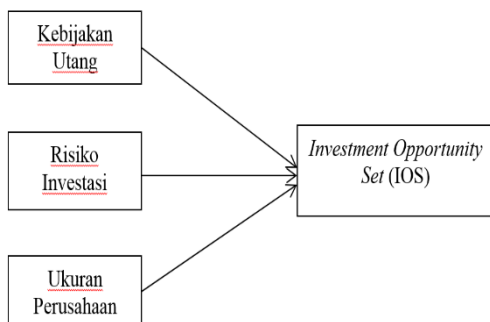 Kebijakan
Utang
Risiko
Investasi
Investment Opportunity
Set (IOS)
Ukuran
Perusahaan